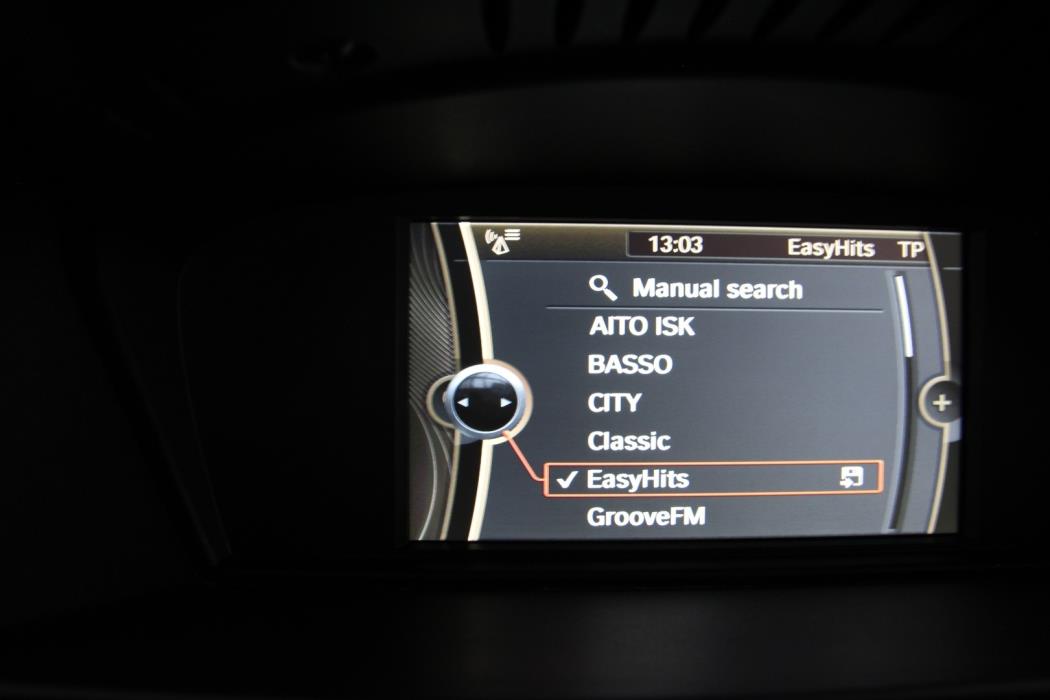 13:03 EasyHits TP
Manual search
AITO ISK
BASSO
CITY
Classic
EasyHits
GrooveFM